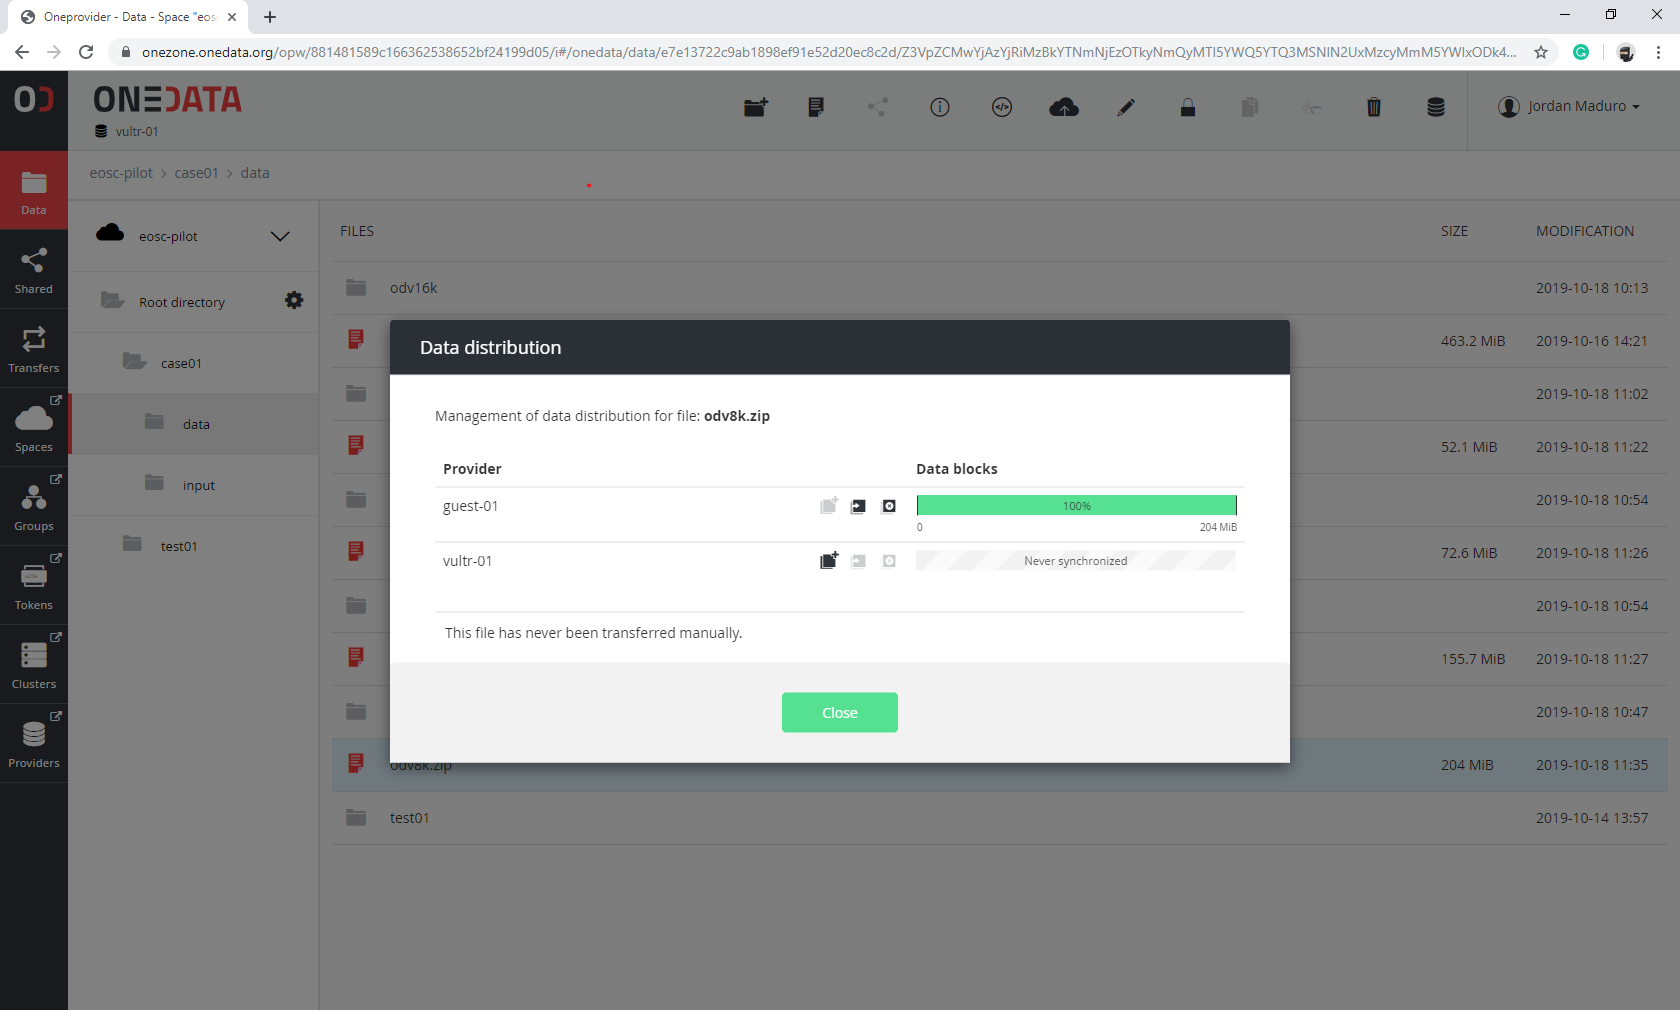 Oneprovider - Data - Space "eos
onezone.onedata.org/opw/881481589c166362538652bf24199d05/i#/onedata/data/e7e13722c9ab1898ef91e52d20ec8c2d/Z3VpZCMwYjAzYjRiMzBkYTNmNjEzOTkyNmQyMTI5YWQ5YTQ3MSNIN2UxMzcyMmM5YWIxODk4...
ONEDATA
vultr-01
Jordan Maduro
eosc-pilot > case01 > data
Data
Shared
Transfers
Spaces
Groups
Tokens
Clusters
Providers
eosc-pilot
Root directory
case01
data
input
test01
FILES SIZE MODIFICATION
odv16k 2019-10-18 10:13
463.2 MiB 2019-10-16 14:21
2019-10-18 11:02
52.1 MiB 2019-10-18 11:22
2019-10-18 10:54
72.6 MiB 2019-10-18 11:26
2019-10-18 10:54
155.7 MiB 2019-10-18 11:27
2019-10-18 10:47
odv8k.zip 204 MiB 2019-10-18 11:35
test01 2019-10-14 13:57
Data distribution
Management of data distribution for file: odv8k.zip
Provider Data blocks
guest-01 100%
0 204 MiB
vultr-01 Never synchronized
This file has never been transferred manually.
Close